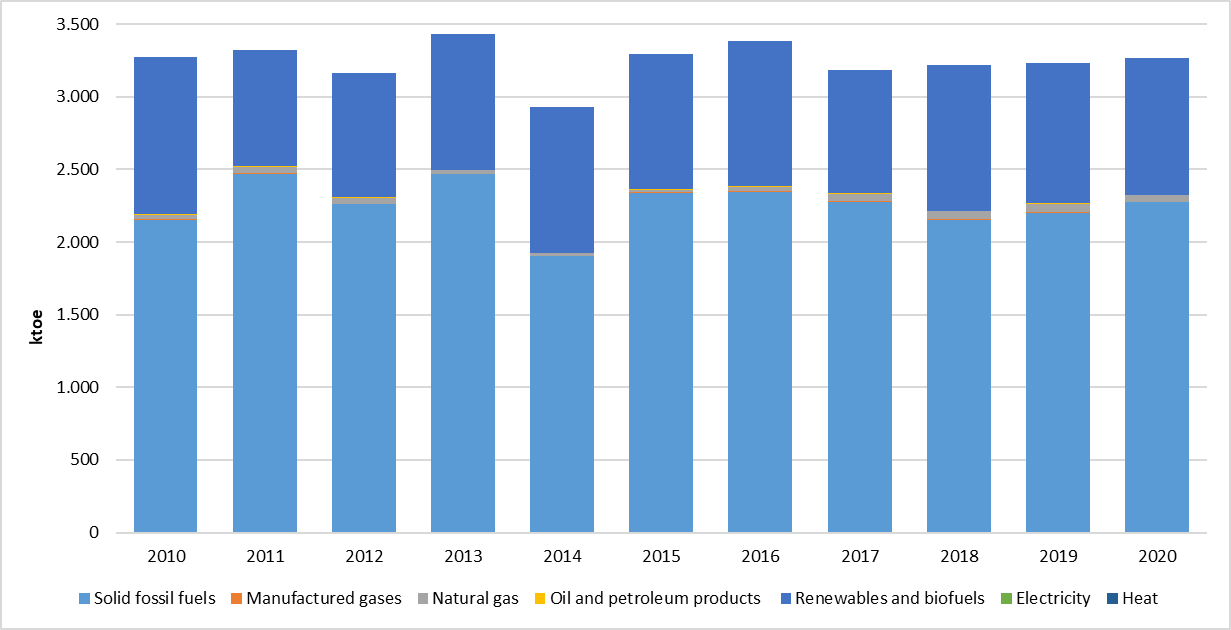 3.500
3.000
2.500
2.000
1.500
1.000
500
0
ktoe
2010 2011 2012 2013 2014 2015 2016 2017 2018 2019 2020
Solid fossil fuels Manufactured gases Natural gas Oil and petroleum products Renewables and biofuels Electricity Heat